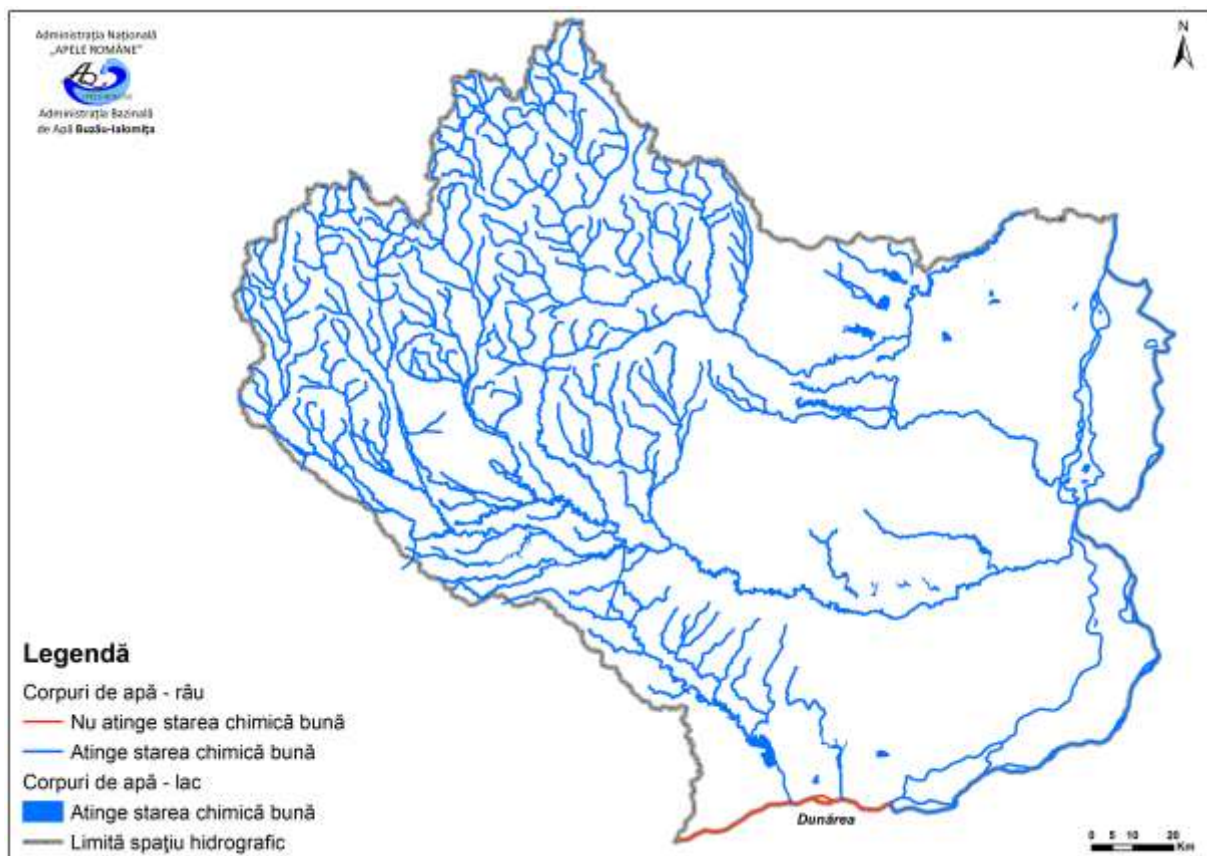 Administrația Națională
„APELE ROMÂNE”
Administrația Bazinală
de Apă Buzău-Ialomița
N
Legendă
Corpuri de apă - râu
Nu atinge starea chimică bună
Atinge starea chimică bună
Corpuri de apă - lac
Atinge starea chimică bună
Limită spațiu hidrografic
Dunărea
0 5 10 20
Km